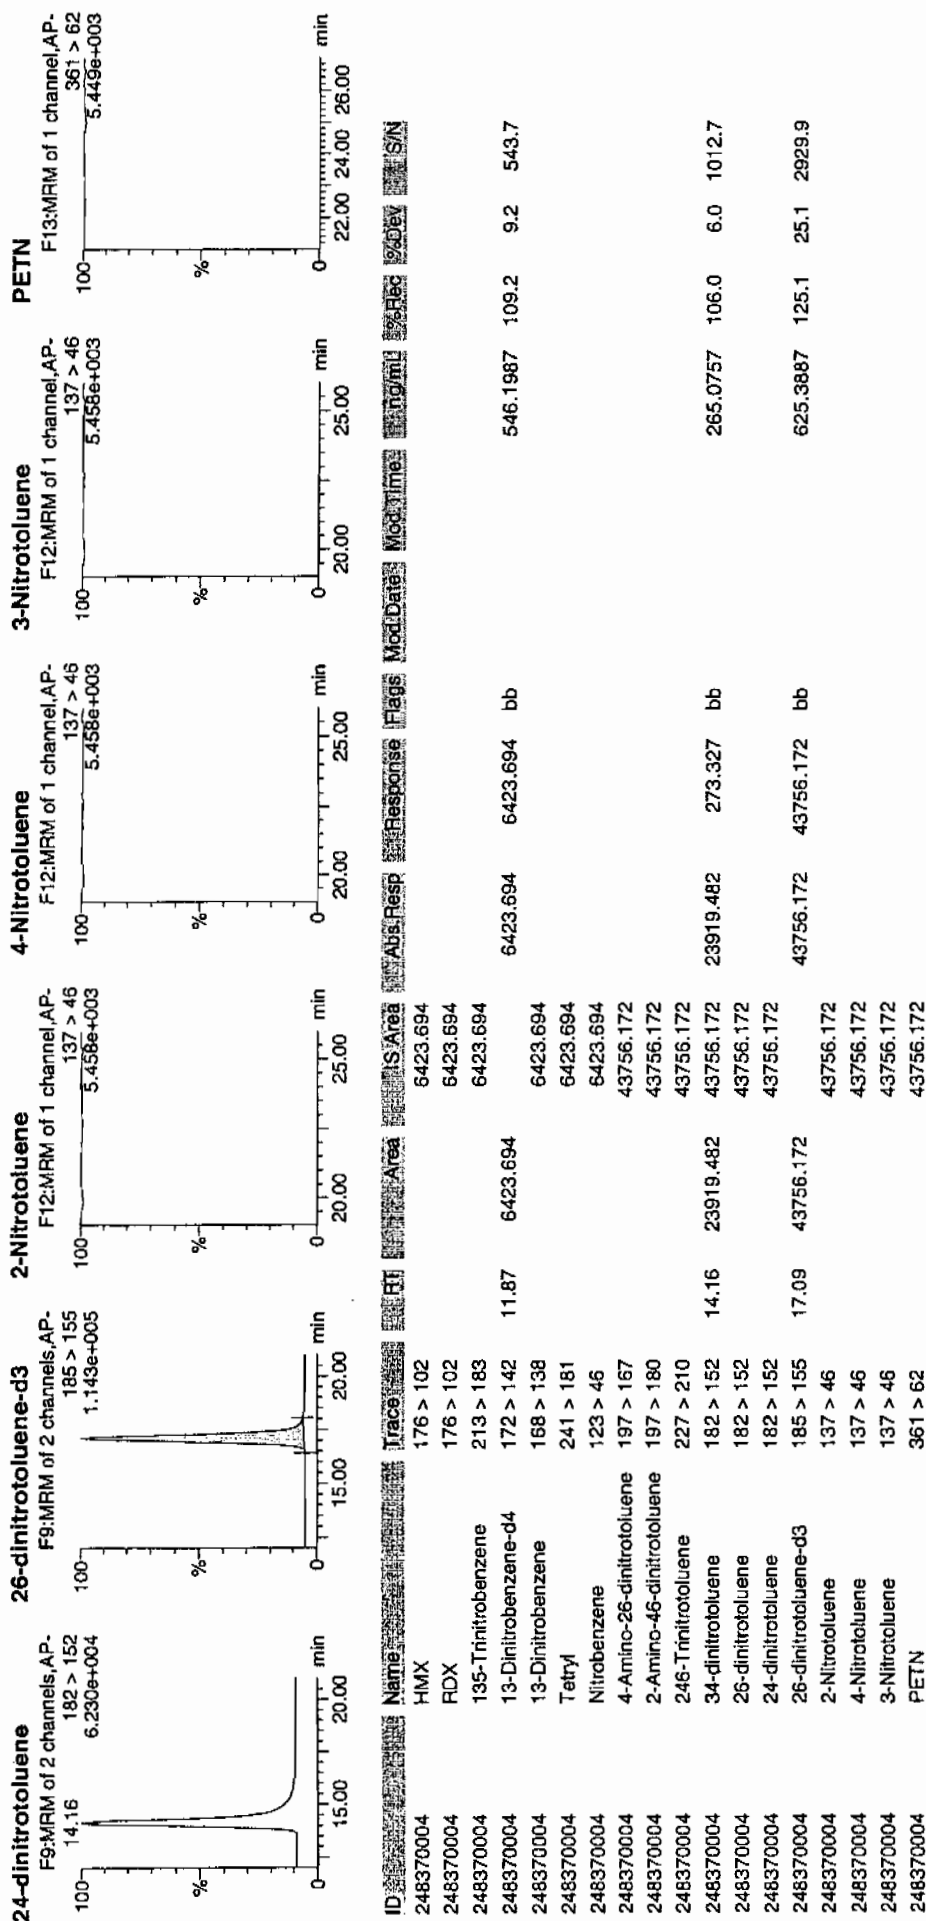 24-dinitrotoluene
F9:MRM of 2 channels,AP-
14.16 182 > 152
6.230e+004
100
%
0
15.00 20.00 min
26-dinitrotoluene-d3
F9:MRM of 2 channels,AP-
185 > 155
1.143e+005
100
%
0
15.00 20.00 min
2-Nitrotoluene
F12:MRM of 1 channel,AP-
137 > 46
5.458e+003
100
%
0
20.00 25.00 min
4-Nitrotoluene
F12:MRM of 1 channel,AP-
137 > 46
5.458e+003
100
%
0
20.00 25.00 min
3-Nitrotoluene
F12:MRM of 1 channel,AP-
137 > 46
5.458e+003
100
%
0
20.00 25.00 min
PETN
F13:MRM of 1 channel,AP-
361 > 62
5.449e+003
100
%
0
22.00 24.00 26.00 min
ID Name Trace RT Area IS Area Abs.Resp Response Flags Mod.Date Mod.Time ng/mL %Rec %Dev S/N
248370004 HMX 176 > 102 6423.694
248370004 RDX 176 > 102 6423.694
248370004 135-Trinitrobenzene 213 > 183 6423.694
248370004 13-Dinitrobenzene-d4 172 > 142 11.87 6423.694 6423.694 6423.694 bb 546.1987 109.2 9.2 543.7
248370004 13-Dinitrobenzene 168 > 138 6423.694
248370004 Tetryl 241 > 181 6423.694
248370004 Nitrobenzene 123 > 46 6423.694
248370004 4-Amino-26-dinitrotoluene 197 > 167 43756.172
248370004 2-Amino-46-dinitrotoluene 197 > 180 43756.172
248370004 246-Trinitrotoluene 227 > 210 43756.172
248370004 34-dinitrotoluene 182 > 152 14.16 23919.482 43756.172 23919.482 273.327 bb 265.0757 106.0 6.0 1012.7
248370004 26-dinitrotoluene 182 > 152 43756.172
248370004 24-dinitrotoluene 182 > 152 43756.172
248370004 26-dinitrotoluene-d3 185 > 155 17.09 43756.172 43756.172 43756.172 bb 625.3887 125.1 25.1 2929.9
248370004 2-Nitrotoluene 137 > 46 43756.172
248370004 4-Nitrotoluene 137 > 46 43756.172
248370004 3-Nitrotoluene 137 > 46 43756.172
248370004 PETN 361 > 62 43756.172